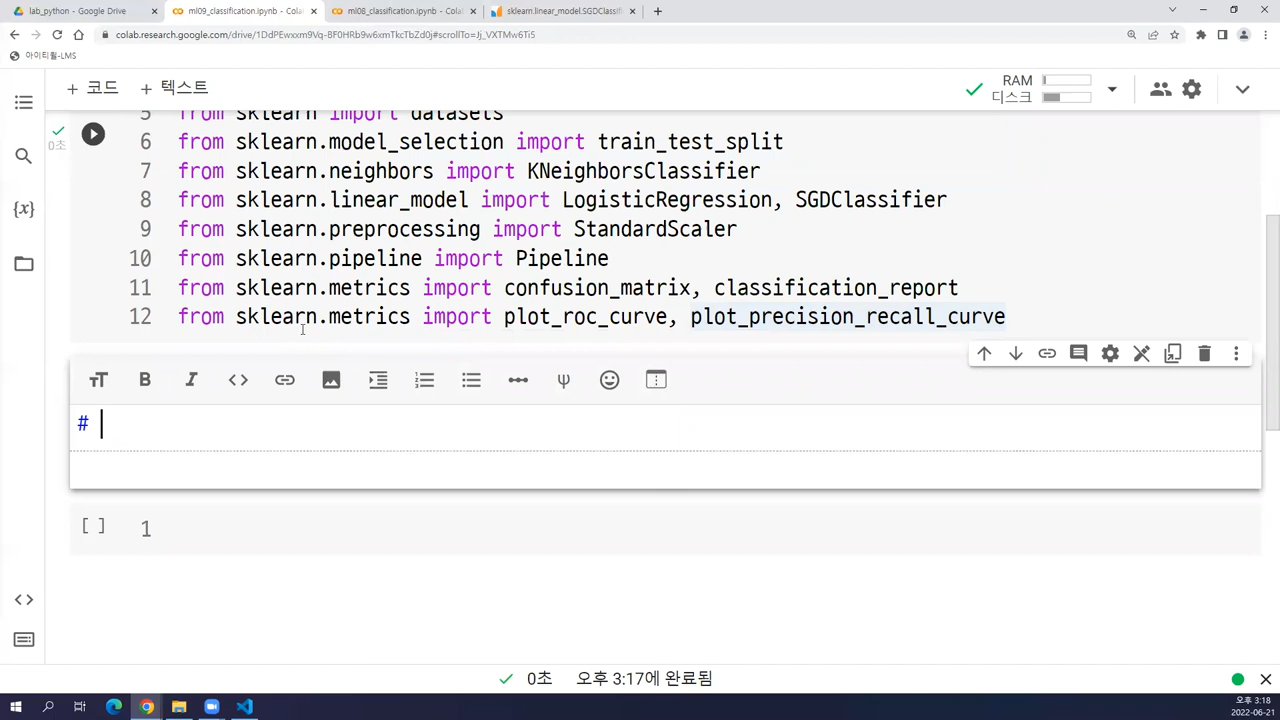 lab_python - Google Drive
ml09_classification.ipynb - Cola
ml08_classification.ipynb - Cola
sklearn.linear_model.SGDClassifi
colab.research.google.com/drive/1DdPEwxxm9Vq-BF0HRb9w6xmTkcTbZd0j#scrollTo=Jj_VXTMw6Ti5
아이티윌-LMS
+ 코드 + 텍스트
RAM
디스크
0초
5 from sklearn import datasets
6 from sklearn.model_selection import train_test_split
7 from sklearn.neighbors import KNeighborsClassifier
8 from sklearn.linear_model import LogisticRegression, SGDClassifier
9 from sklearn.preprocessing import StandardScaler
10 from sklearn.pipeline import Pipeline
11 from sklearn.metrics import confusion_matrix, classification_report
12 from sklearn.metrics import plot_roc_curve, plot_precision_recall_curve
#
[ ] 1
0초 오후 3:17에 완료됨
오후 3:18
2022-06-21